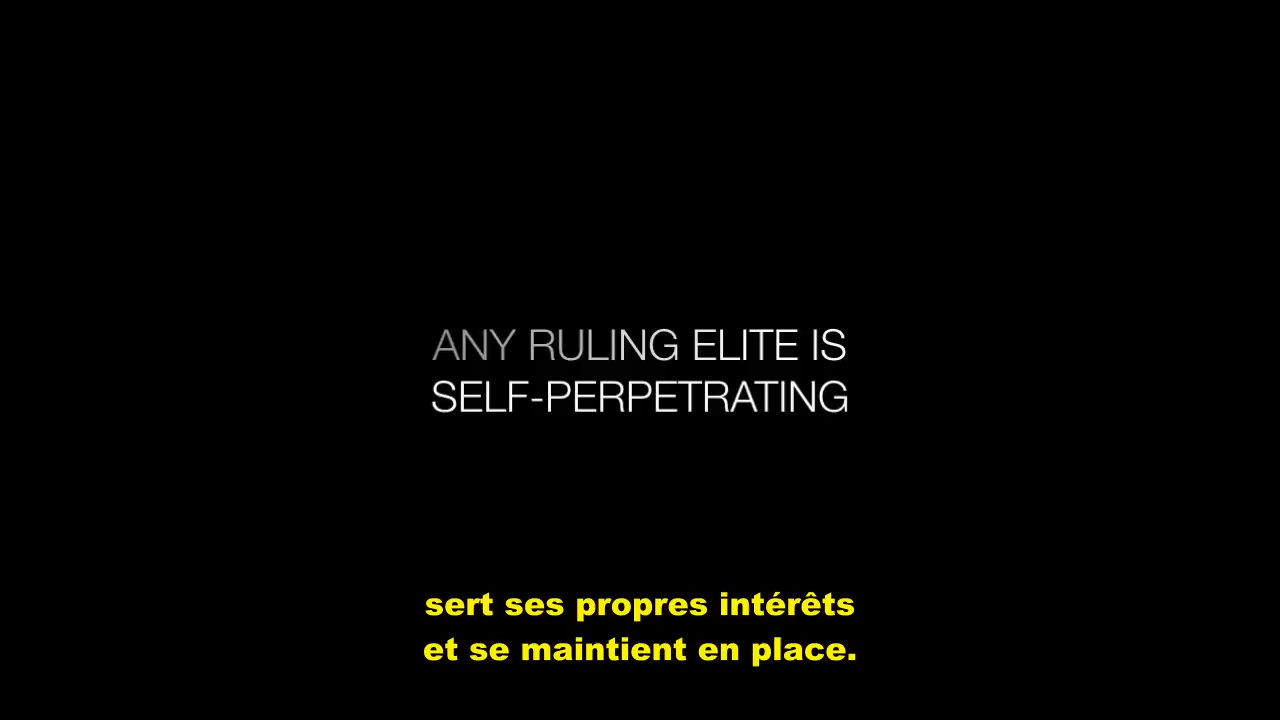 ANY RULING ELITE IS
SELF-PERPETRATING
sert ses propres intérêts
et se maintient en place.